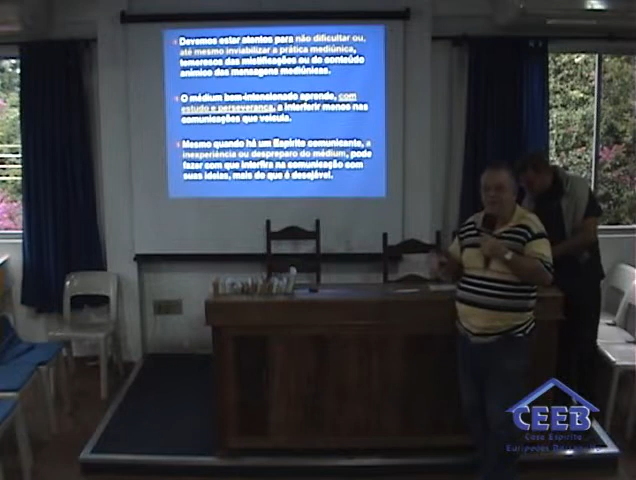 Devemos estar atentos para não dificultar ou,
até mesmo inviabilizar a prática mediúnica,
temerosos das mistificações ou do conteúdo
anímico das mensagens mediúnicas.
O médium bem-intencionado aprende, com
estudo e perseverança, a interferir menos nas
comunicações que veicula.
Mesmo quando há um Espírito comunicante, a
inexperiência ou despreparo do médium, pode
fazer com que interfira na comunicação com
suas ideias, mais do que é desejável.
CEEB
Casa Espírita